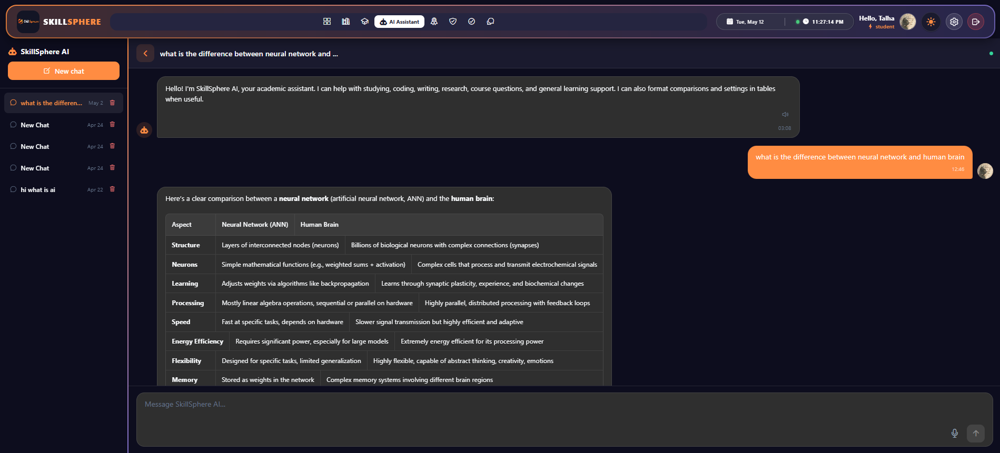 Skill Sphere
SKILLSPHERE
AI Assistant
Tue, May 12
11:27:14 PM
Hello, Talha
student
SkillSphere AI
New chat
what is the differen... May 2
New Chat Apr 24
New Chat Apr 24
New Chat Apr 24
hi what is ai Apr 22
what is the difference between neural network and ...
Hello! I'm SkillSphere AI, your academic assistant. I can help with studying, coding, writing, research, course questions, and general learning support. I can also format comparisons and settings in tables
when useful.
03:08
what is the difference between neural network and human brain
12:46
Here's a clear comparison between a neural network (artificial neural network, ANN) and the human brain:
Aspect Neural Network (ANN) Human Brain
Structure Layers of interconnected nodes (neurons) Billions of biological neurons with complex connections (synapses)
Neurons Simple mathematical functions (e.g., weighted sums + activation) Complex cells that process and transmit electrochemical signals
Learning Adjusts weights via algorithms like backpropagation Learns through synaptic plasticity, experience, and biochemical changes
Processing Mostly linear algebra operations, sequential or parallel on hardware Highly parallel, distributed processing with feedback loops
Speed Fast at specific tasks, depends on hardware Slower signal transmission but highly efficient and adaptive
Energy Efficiency Requires significant power, especially for large models Extremely energy efficient for its processing power
Flexibility Designed for specific tasks, limited generalization Highly flexible, capable of abstract thinking, creativity, emotions
Memory Stored as weights in the network Complex memory systems involving different brain regions
Message SkillSphere AI...